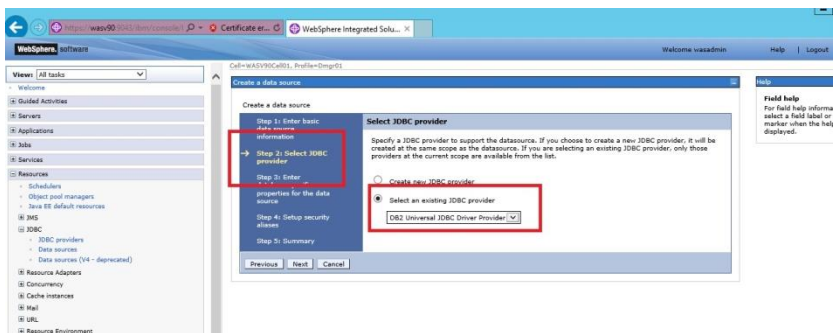 https://wasv90:9043/ibm/console/l
Certificate er...
WebSphere Integrated Solu...
WebSphere. software
Welcome wasadmin
Help | Logout
Cell=WASV90Cell01, Profile=Dmgr01
View: All tasks
Welcome
Guided Activities
Servers
Applications
Jobs
Services
Resources
Schedulers
Object pool managers
Java EE default resources
JMS
JDBC
JDBC providers
Data sources
Data sources (V4 - deprecated)
Resource Adapters
Concurrency
Cache instances
Mail
URL
Resource Environment
Create a data source
Create a data source
Step 1: Enter basic
data source
information
Step 2: Select JDBC
provider
Step 3: Enter
properties for the data
source
Step 4: Setup security
aliases
Step 5: Summary
Select JDBC provider
Specify a JDBC provider to support the datasource. If you choose to create a new JDBC provider, it will be
created at the same scope as the datasource. If you are selecting an existing JDBC provider, only those
providers at the current scope are available from the list.
Create new JDBC provider
Select an existing JDBC provider
DB2 Universal JDBC Driver Provider
Previous Next Cancel
Help
Field help
For field help informa
select a field label or
marker when the help
displayed.